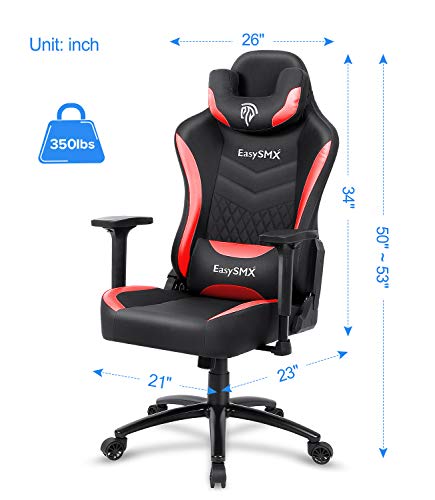 Unit: inch
26"
350lbs
EasySMX
34"
50" ~ 53"
EasySMX
21"
23"